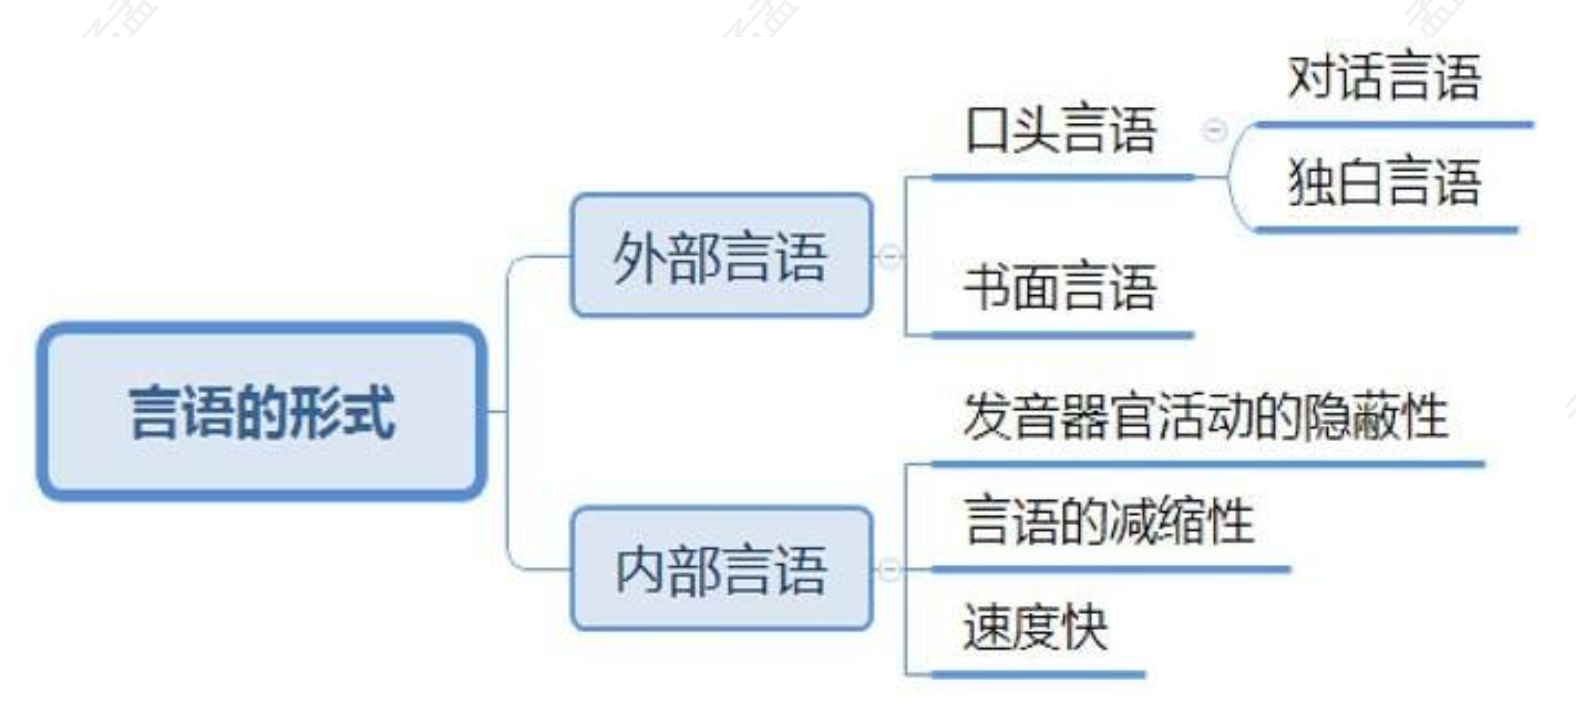 言语的形式
外部言语
口头言语
对话言语
独白言语
书面言语
内部言语
发音器官活动的隐蔽性
言语的减缩性
速度快